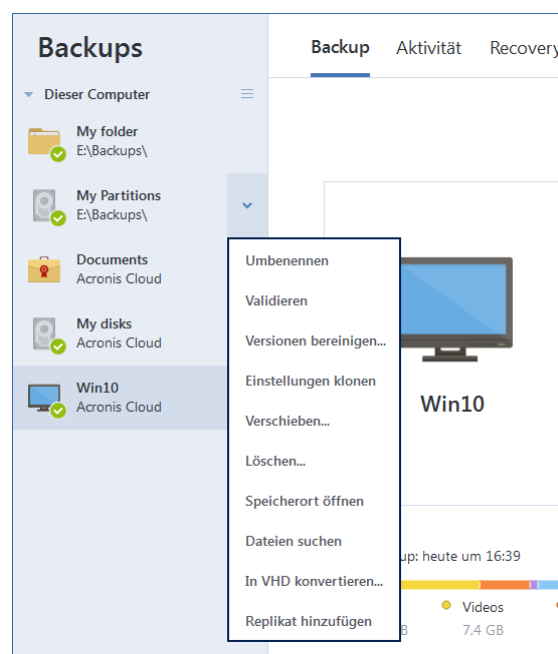 Backups
Backup Aktivität Recovery
Dieser Computer
My folder
E:\Backups\
My Partitions
E:\Backups\
Documents
Acronis Cloud
My disks
Acronis Cloud
Win10
Acronis Cloud
Umbenennen
Validieren
Versionen bereinigen...
Einstellungen klonen
Verschieben...
Löschen...
Speicherort öffnen
Dateien suchen
In VHD konvertieren...
Replikat hinzufügen
Win10
up: heute um 16:39
Videos
B 7,4 GB